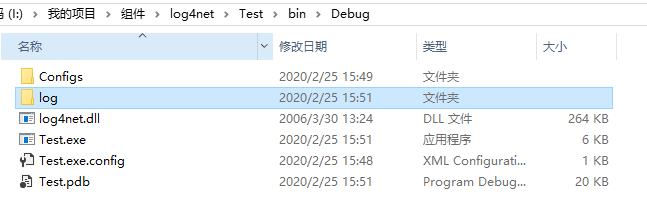 码 (I:) > 我的项目 > 组件 > log4net > Test > bin > Debug
名称 修改日期 类型 大小
Configs 2020/2/25 15:49 文件夹
log 2020/2/25 15:51 文件夹
log4net.dll 2006/3/30 13:24 DLL 文件 264 KB
Test.exe 2020/2/25 15:51 应用程序 6 KB
Test.exe.config 2020/2/25 15:48 XML Configurati... 1 KB
Test.pdb 2020/2/25 15:51 Program Debug... 20 KB